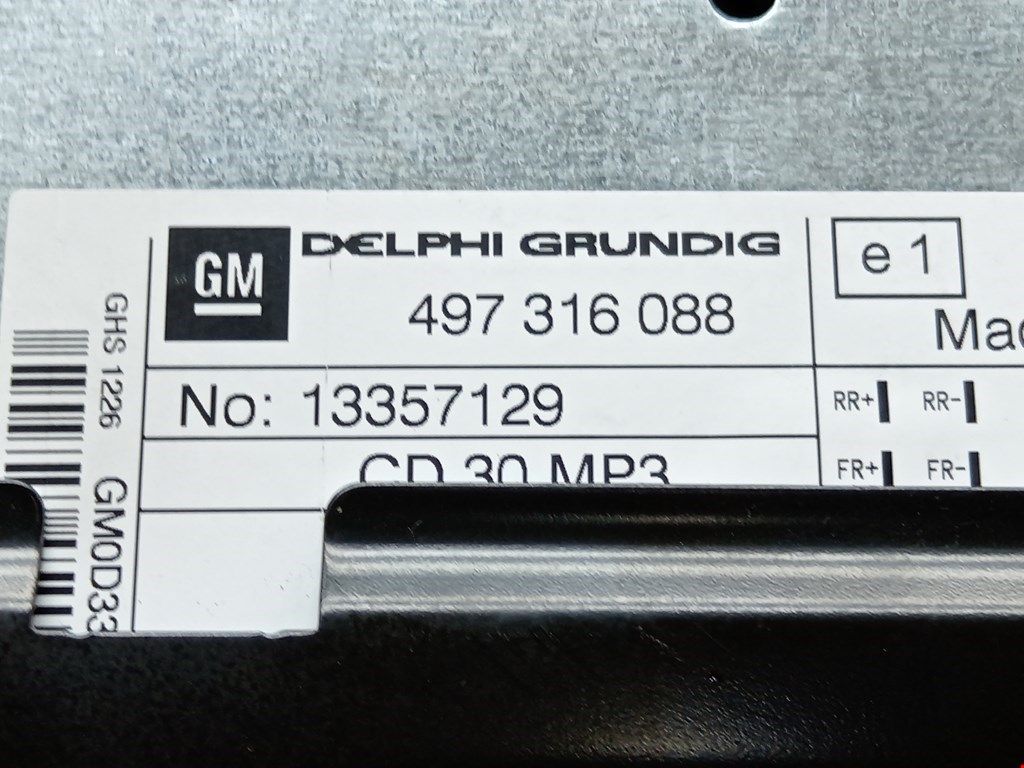 GM
DELPHI GRUNDIG
497 316 088
e 1
No: 13357129
RR+ RR-
CD 30 MP3
FR+ FR-
GHS 1226